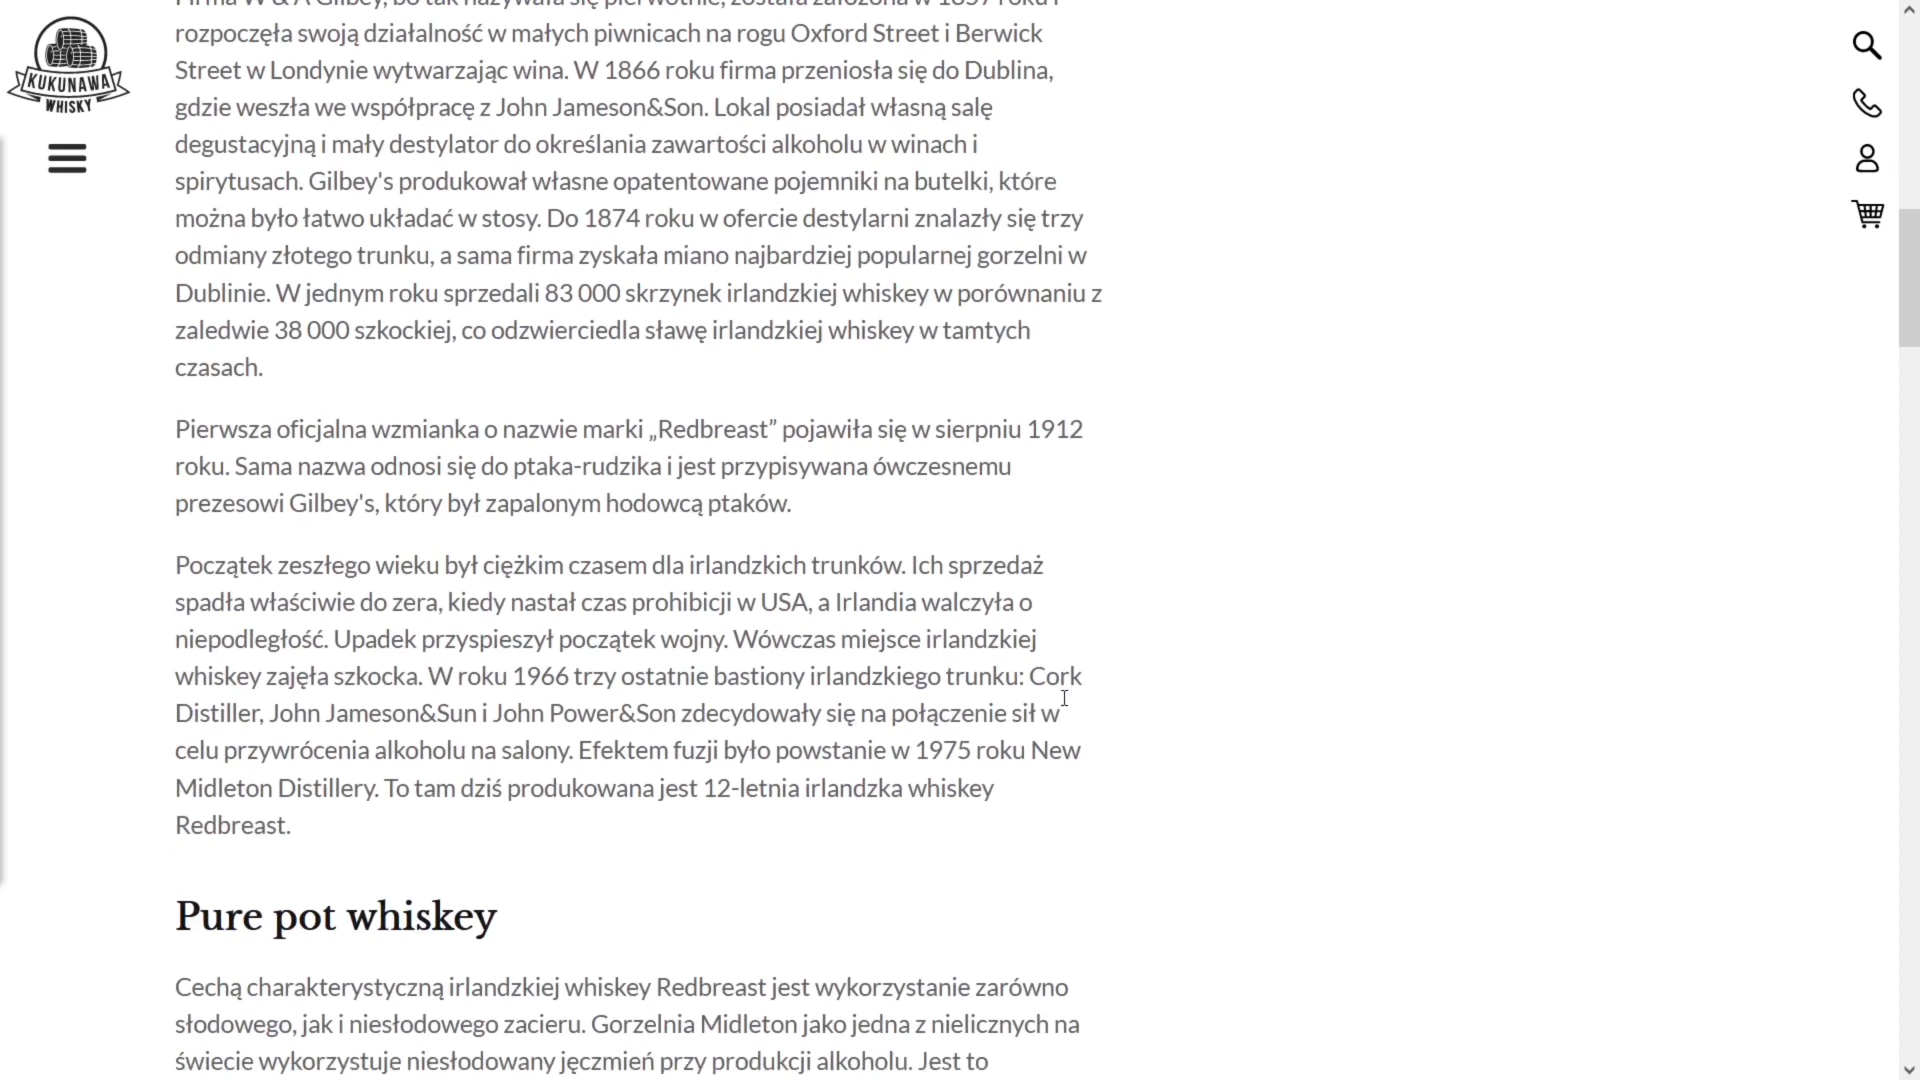 Firma W & A Gilbey, bo tak nazywała się pierwotnie, została założona w 1857 roku i
rozpoczęła swoją działalność w małych piwnicach na rogu Oxford Street i Berwick
Street w Londynie wytwarzając wina. W 1866 roku firma przeniosła się do Dublina,
gdzie weszła we współpracę z John Jameson&Son. Lokal posiadał własną salę
degustacyjną i mały destylator do określania zawartości alkoholu w winach i
spirytusach. Gilbey's produkował własne opatentowane pojemniki na butelki, które
można było łatwo układać w stosy. Do 1874 roku w ofercie destylarni znalazły się trzy
odmiany złotego trunku, a sama firma zyskała miano najbardziej popularnej gorzelni w
Dublinie. W jednym roku sprzedali 83 000 skrzynek irlandzkiej whiskey w porównaniu z
zaledwie 38 000 szkockiej, co odzwierciedla sławę irlandzkiej whiskey w tamtych
czasach.
Pierwsza oficjalna wzmianka o nazwie marki „Redbreast” pojawiła się w sierpniu 1912
roku. Sama nazwa odnosi się do ptaka-rudzika i jest przypisywana ówczesnemu
prezesowi Gilbey's, który był zapalonym hodowcą ptaków.
Początek zeszłego wieku był ciężkim czasem dla irlandzkich trunków. Ich sprzedaż
spadła właściwie do zera, kiedy nastał czas prohibicji w USA, a Irlandia walczyła o
niepodległość. Upadek przyspieszył początek wojny. Wówczas miejsce irlandzkiej
whiskey zajęła szkocka. W roku 1966 trzy ostatnie bastiony irlandzkiego trunku: Cork
Distiller, John Jameson&Sun i John Power&Son zdecydowały się na połączenie sił w
celu przywrócenia alkoholu na salony. Efektem fuzji było powstanie w 1975 roku New
Midleton Distillery. To tam dziś produkowana jest 12-letnia irlandzka whiskey
Redbreast.
Pure pot whiskey
Cechą charakterystyczną irlandzkiej whiskey Redbreast jest wykorzystanie zarówno
słodowego, jak i niesłodowego zacieru. Gorzelnia Midleton jako jedna z nielicznych na
świecie wykorzystuje niesłodowany jęczmień przy produkcji alkoholu. Jest to
KUKUNAWA
WHISKY